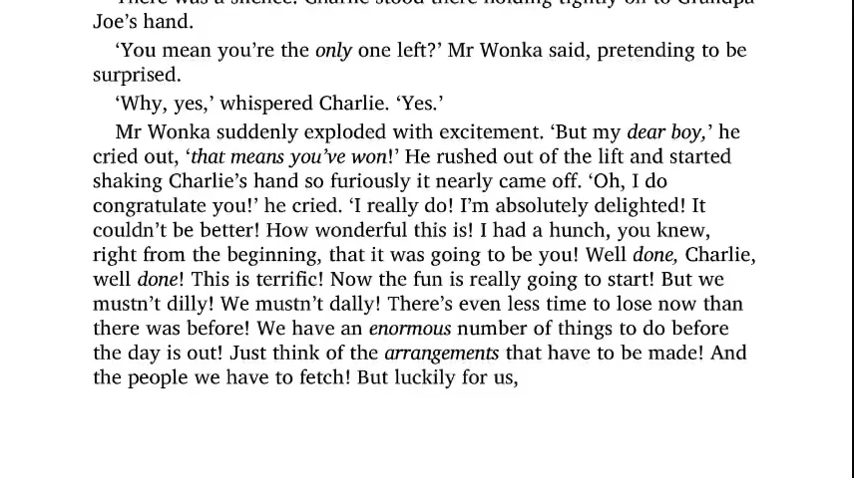 There was a silence. Charlie stood there holding tightly on to Grandpa
Joe’s hand.
‘You mean you’re the only one left?’ Mr Wonka said, pretending to be
surprised.
‘Why, yes,’ whispered Charlie. ‘Yes.’
Mr Wonka suddenly exploded with excitement. ‘But my dear boy,’ he
cried out, ‘that means you’ve won!’ He rushed out of the lift and started
shaking Charlie’s hand so furiously it nearly came off. ‘Oh, I do
congratulate you!’ he cried. ‘I really do! I’m absolutely delighted! It
couldn’t be better! How wonderful this is! I had a hunch, you knew,
right from the beginning, that it was going to be you! Well done, Charlie,
well done! This is terrific! Now the fun is really going to start! But we
mustn’t dilly! We mustn’t dally! There’s even less time to lose now than
there was before! We have an enormous number of things to do before
the day is out! Just think of the arrangements that have to be made! And
the people we have to fetch! But luckily for us,